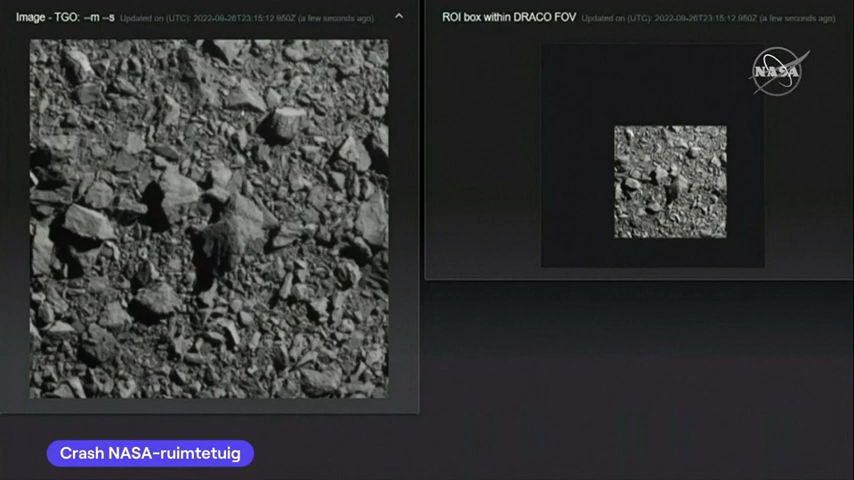 Image - TGO: --m --s Updated on (UTC): 2022-09-26T23:15:12.950Z (a few seconds ago)
ROI box within DRACO FOV Updated on (UTC): 2022-09-26T23:15:12.950Z (a few seconds ago)
NASA
Crash NASA-ruimtetuig